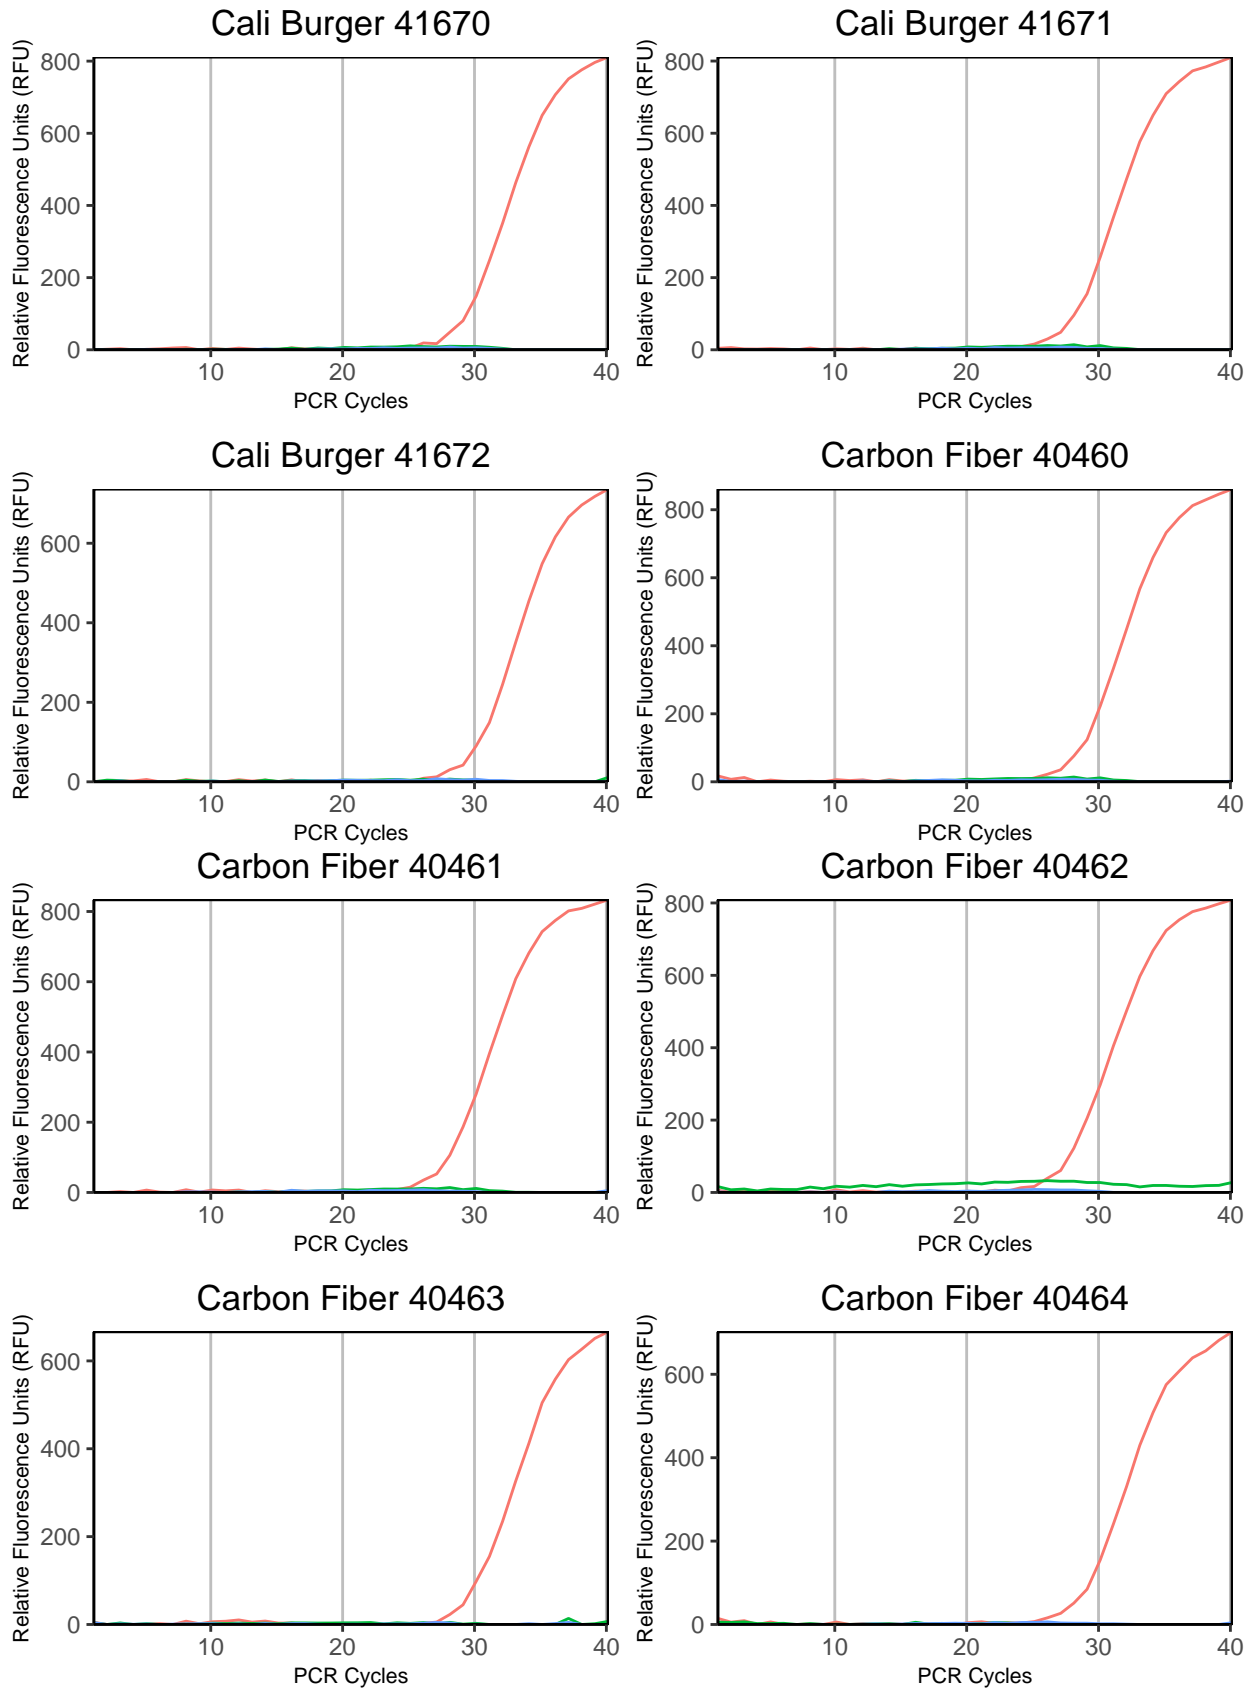 Cali Burger 41670
Relative Fluorescence Units (RFU)
800
600
400
200
0
10 20 30 40
PCR Cycles
Cali Burger 41671
Relative Fluorescence Units (RFU)
800
600
400
200
0
10 20 30 40
PCR Cycles
Cali Burger 41672
Relative Fluorescence Units (RFU)
600
400
200
0
10 20 30 40
PCR Cycles
Carbon Fiber 40460
Relative Fluorescence Units (RFU)
800
600
400
200
0
10 20 30 40
PCR Cycles
Carbon Fiber 40461
Relative Fluorescence Units (RFU)
800
600
400
200
0
10 20 30 40
PCR Cycles
Carbon Fiber 40462
Relative Fluorescence Units (RFU)
800
600
400
200
0
10 20 30 40
PCR Cycles
Carbon Fiber 40463
Relative Fluorescence Units (RFU)
600
400
200
0
10 20 30 40
PCR Cycles
Carbon Fiber 40464
Relative Fluorescence Units (RFU)
600
400
200
0
10 20 30 40
PCR Cycles